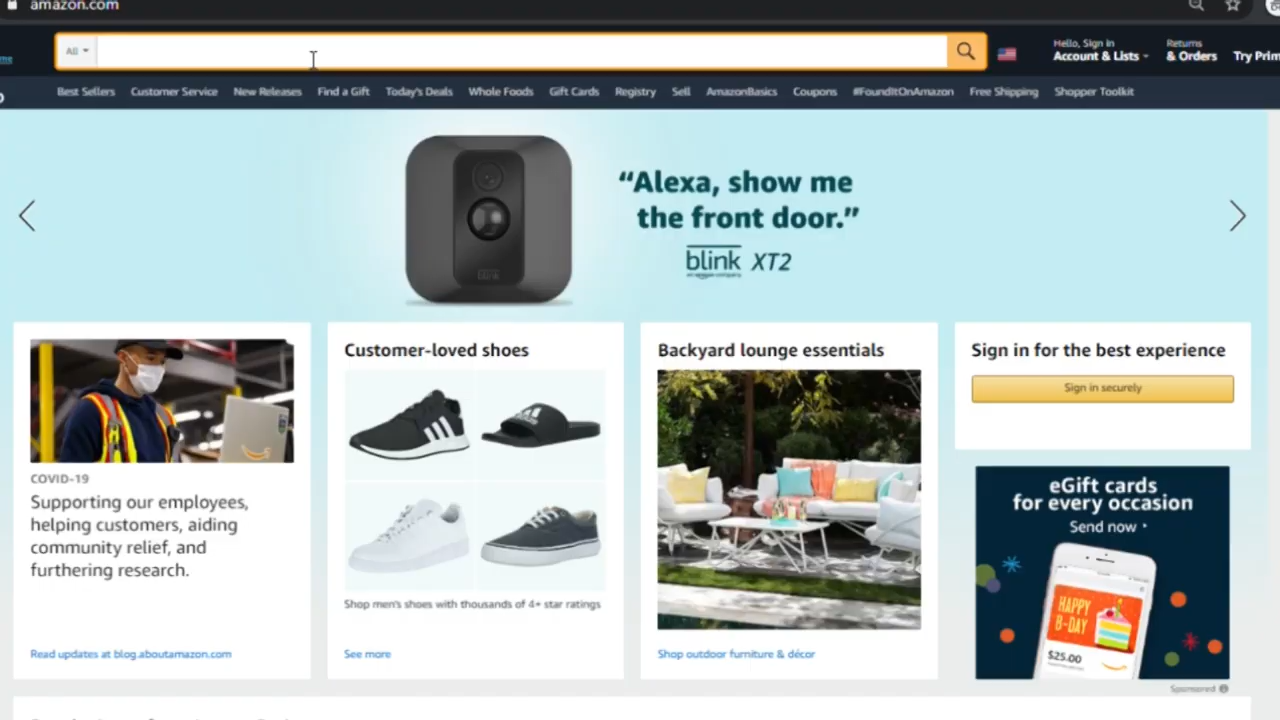 amazon.com
All
Hello, Sign in
Account & Lists
Returns
& Orders
Try Prim
Best Sellers
Customer Service
New Releases
Find a Gift
Today's Deals
Whole Foods
Gift Cards
Registry
Sell
AmazonBasics
Coupons
#FoundItOnAmazon
Free Shipping
Shopper Toolkit
“Alexa, show me
the front door.”
blink XT2
an amazon company
blink
COVID-19
Supporting our employees,
helping customers, aiding
community relief, and
furthering research.
Read updates at blog.aboutamazon.com
Customer-loved shoes
Shop men's shoes with thousands of 4+ star ratings
See more
Backyard lounge essentials
Shop outdoor furniture & décor
Sign in for the best experience
Sign in securely
eGift cards
for every occasion
Send now
HAPPY
B-DAY
$25.00
Sponsored